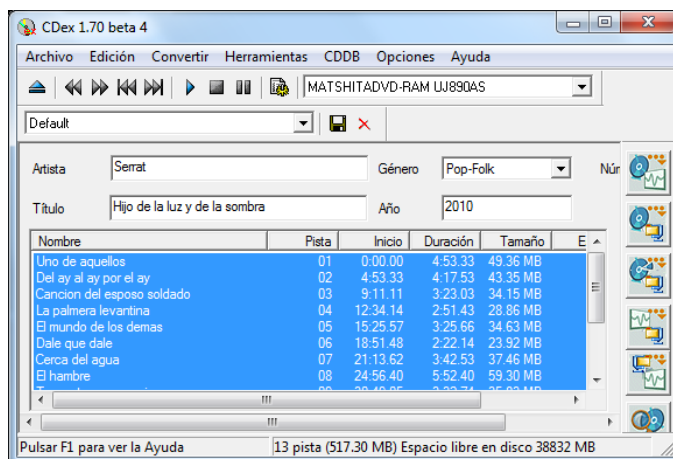 CDex 1.70 beta 4
Archivo Edición Convertir Herramientas CDDB Opciones Ayuda
MATSHITADVD-RAM UJ890AS
Default
Artista Serrat Género Pop-Folk Núr
Título Hijo de la luz y de la sombra Año 2010
Nombre Pista Inicio Duración Tamaño E
Uno de aquellos 01 0:00.00 4:53.33 49.36 MB
Del ay al ay por el ay 02 4:53.33 4:17.53 43.35 MB
Cancion del esposo soldado 03 9:11.11 3:23.03 34.15 MB
La palmera levantina 04 12:34.14 2:51.43 28.86 MB
El mundo de los demas 05 15:25.57 3:25.66 34.63 MB
Dale que dale 06 18:51.48 2:22.14 23.92 MB
Cerca del agua 07 21:13.62 3:42.53 37.46 MB
El hambre 08 24:56.40 5:52.40 59.30 MB
Pulsar F1 para ver la Ayuda 13 pista (517.30 MB) Espacio libre en disco 38832 MB